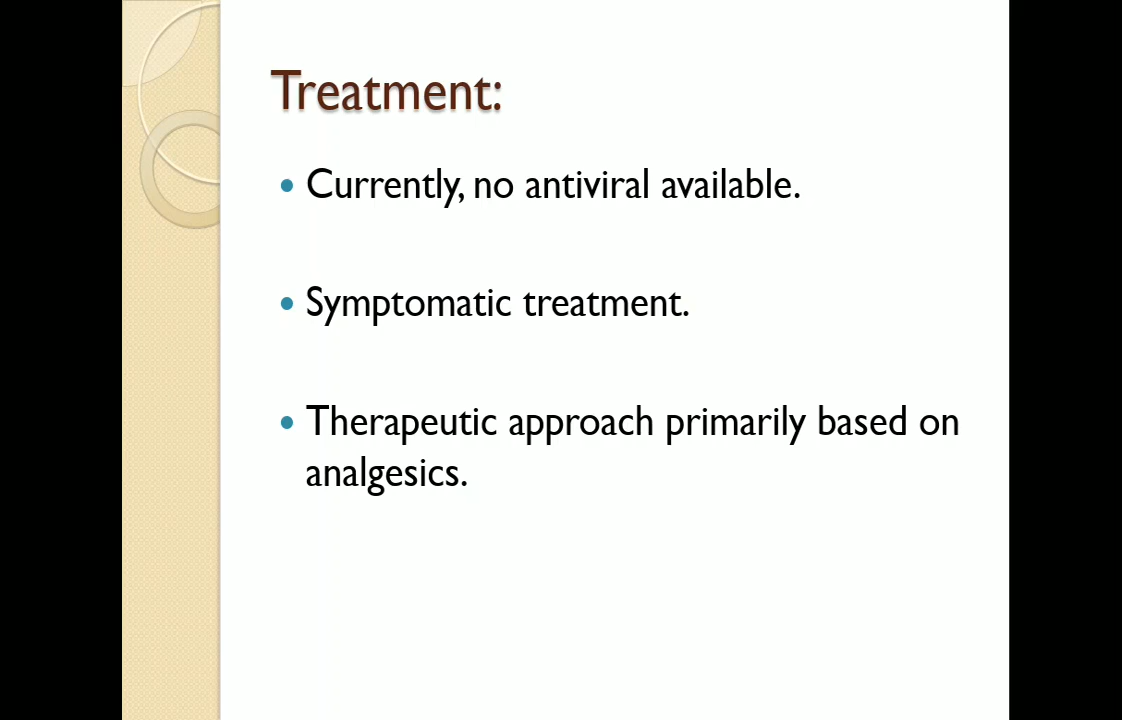 Treatment:
• Currently, no antiviral available.
• Symptomatic treatment.
• Therapeutic approach primarily based on
analgesics.